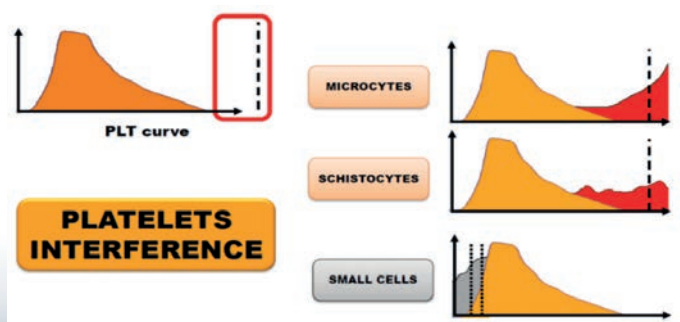 PLT curve
PLATELETS
INTERFERENCE
MICROCYTES
SCHISTOCYTES
SMALL CELLS